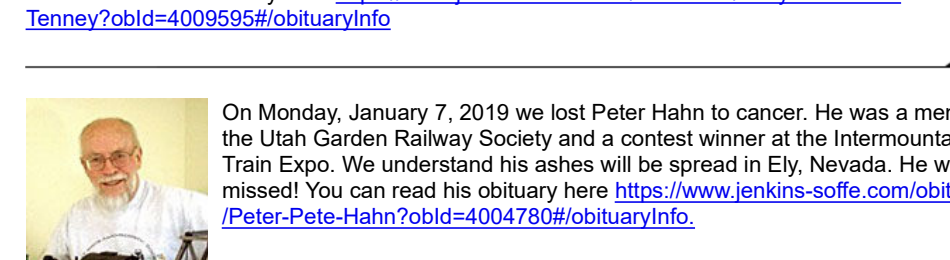 Tenney?obId=4009595#/obituaryInfo
On Monday, January 7, 2019 we lost Peter Hahn to cancer. He was a
the Utah Garden Railway Society and a contest winner at the
Train Expo. We understand his ashes will be spread in Ely, Nevada. He
missed! You can read his obituary here https://www.jenkins-soffe.com/obit
/Peter-Pete-Hahn?obId=4004780#/obituaryInfo.